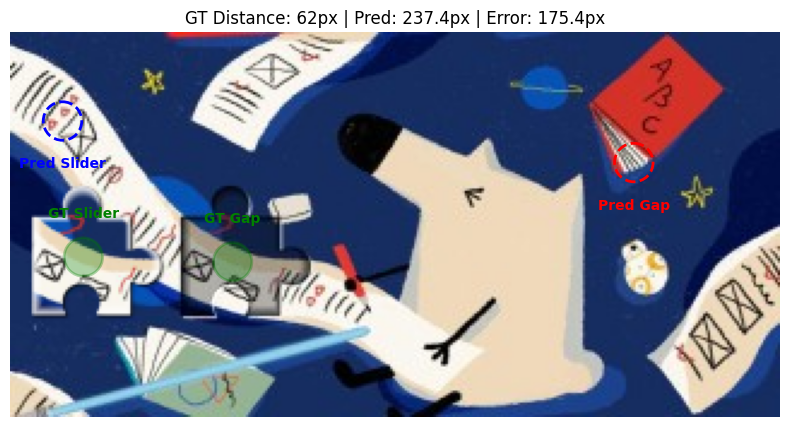 GT Distance: 62px | Pred: 237.4px | Error: 175.4px
A
B
C
Pred Slider
GT Slider
GT Gap
Pred Gap